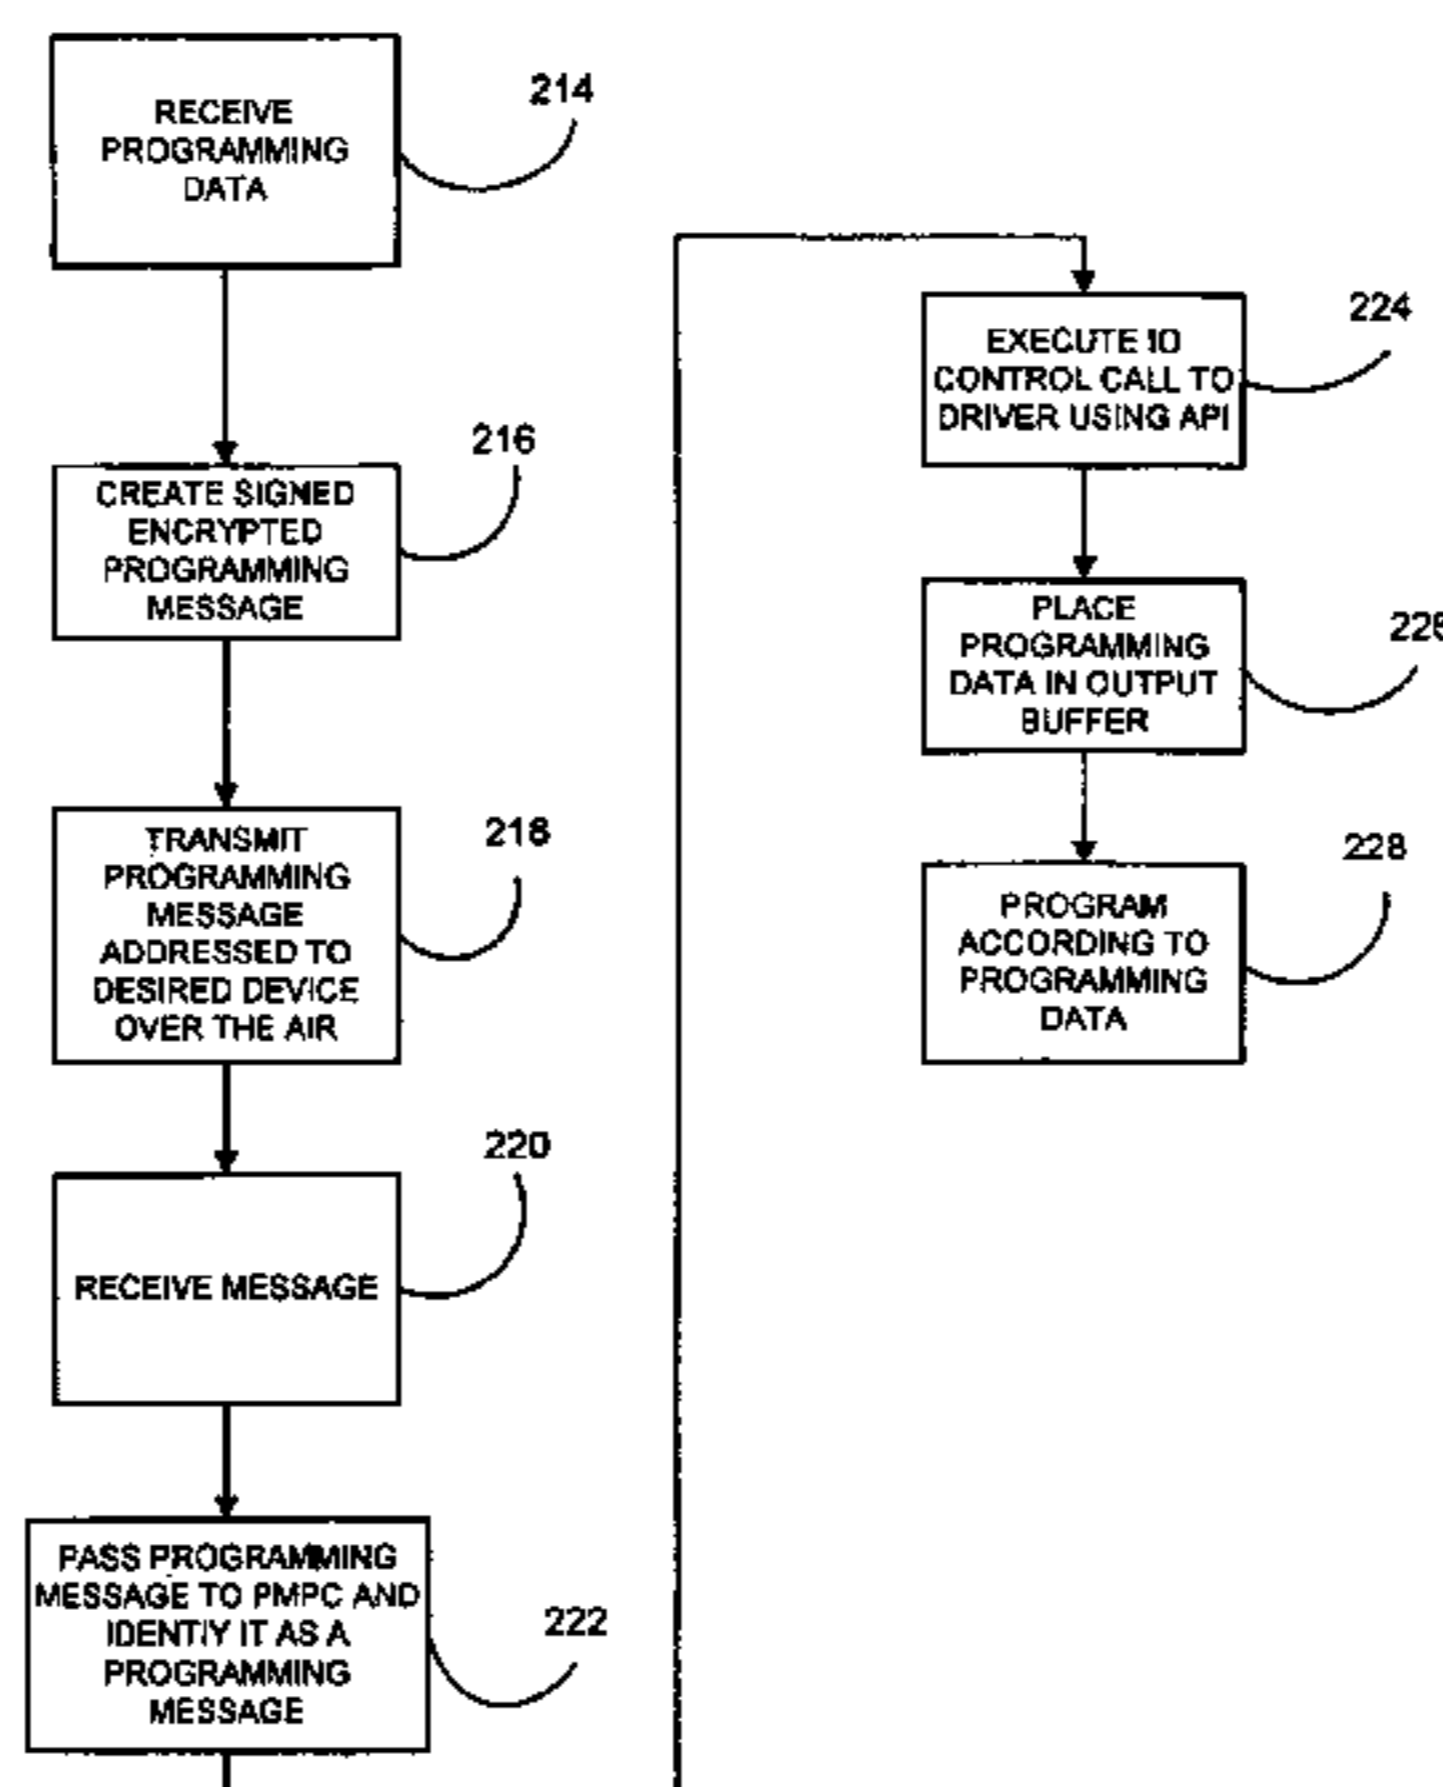 RECEIVE
PROGRAMMING
DATA
214
CREATE SIGNED
ENCRYPTED
PROGRAMMING
MESSAGE
216
TRANSMIT
PROGRAMMING
MESSAGE
ADDRESSED TO
DESIRED DEVICE
OVER THE AIR
218
RECEIVE MESSAGE
220
PASS PROGRAMMING
MESSAGE TO PMPC AND
IDENTIY IT AS A
PROGRAMMING
MESSAGE
222
EXECUTE IO
CONTROL CALL TO
DRIVER USING API
224
PLACE
PROGRAMMING
DATA IN OUTPUT
BUFFER
226
PROGRAM
ACCORDING TO
PROGRAMMING
DATA
228